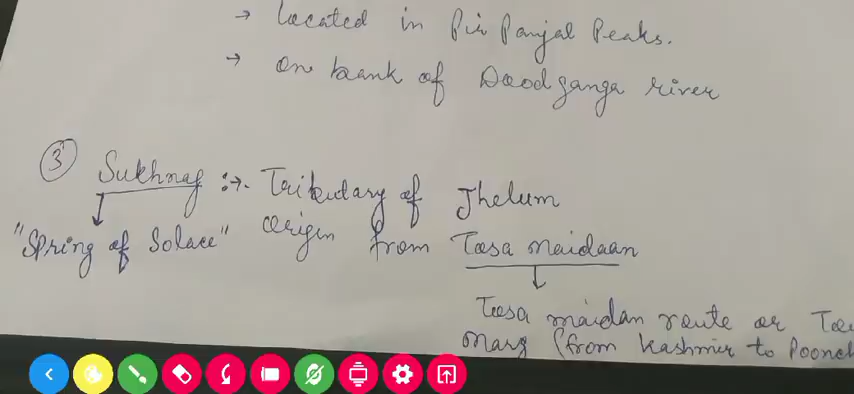 → Located in Pir Panjal Peaks.
→ on bank of Doodganga river
③ Sukhnag :→. Tributary of Jhelum
"Spring of Solace" origin from Tosa maidaan
Tosa maidan route or
Marg (from Kashmir to Poonch